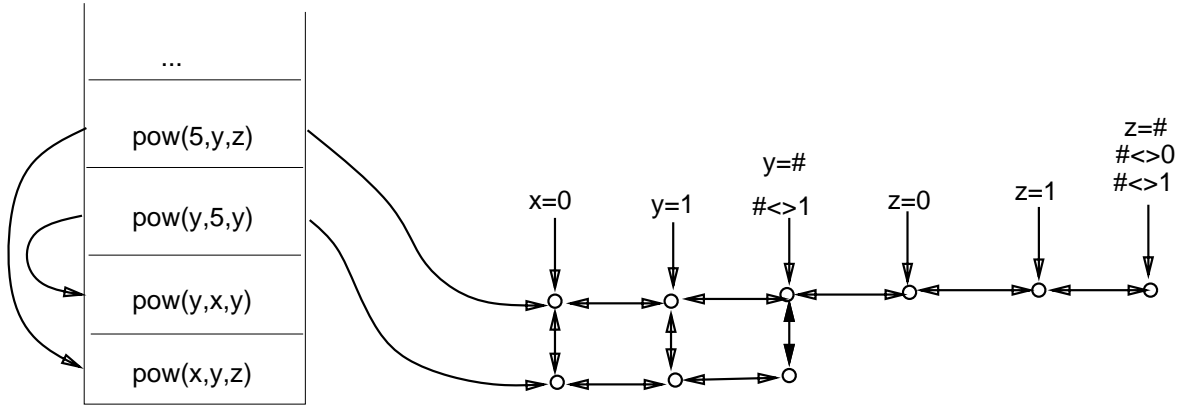 ...
pow(5,y,z)
pow(y,5,y)
pow(y,x,y)
pow(x,y,z)
x=0
y=1
y=#
#<>1
z=0
z=1
z=#
#<>0
#<>1